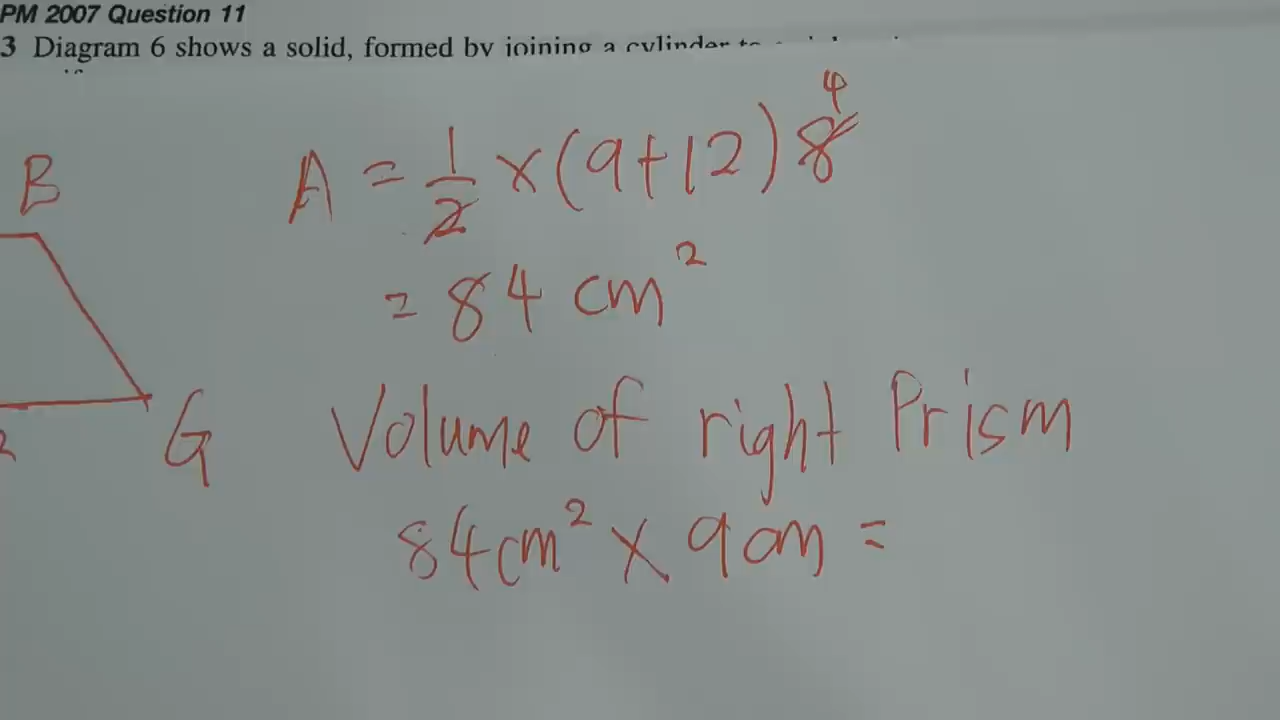 PM 2007 Question 11
3 Diagram 6 shows a solid, formed by joining a cylinder
B
A = 1/2 × (9+12) 8 4
= 84 cm²
G
2
Volume of right Prism
84cm² × 9cm =